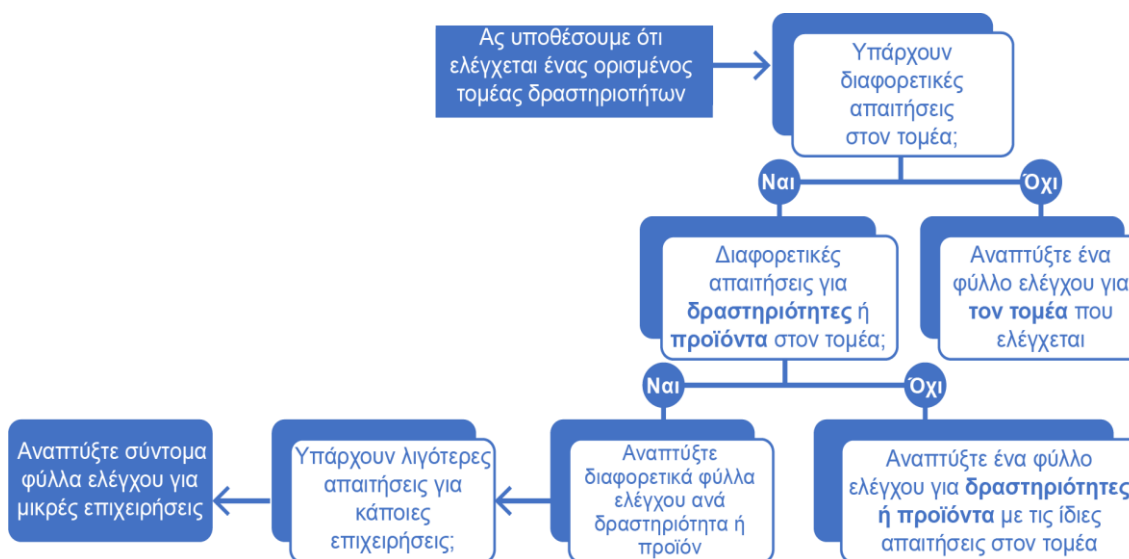 Ας υποθέσουμε ότι
ελέγχεται ένας ορισμένος
τομέας δραστηριοτήτων
Υπάρχουν
διαφορετικές
απαιτήσεις
στον τομέα;
Ναι
Όχι
Διαφορετικές
απαιτήσεις για
δραστηριότητες ή
προϊόντα στον τομέα;
Αναπτύξτε ένα
φύλλο ελέγχου για
τον τομέα που
ελέγχεται
Ναι
Όχι
Αναπτύξτε σύντομα
φύλλα ελέγχου για
μικρές επιχειρήσεις
Υπάρχουν λιγότερες
απαιτήσεις για
κάποιες
επιχειρήσεις;
Αναπτύξτε
διαφορετικά φύλλα
ελέγχου ανά
δραστηριότητα ή
προϊόν
Αναπτύξτε ένα φύλλο
ελέγχου για δραστηριότητες
ή προϊόντα με τις ίδιες
απαιτήσεις στον τομέα